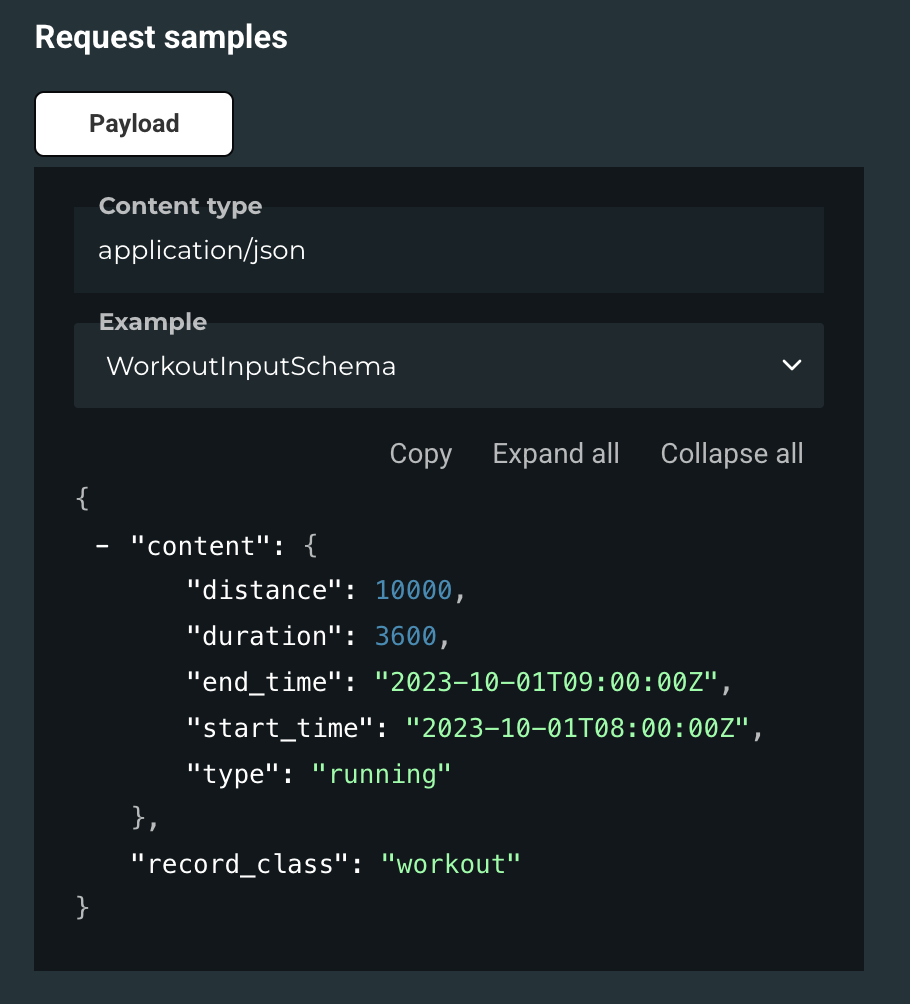 Request samples
Payload
Content type
application/json
Example
WorkoutInputSchema
Copy Expand all Collapse all
{
– "content": {
"distance": 10000,
"duration": 3600,
"end_time": "2023-10-01T09:00:00Z",
"start_time": "2023-10-01T08:00:00Z",
"type": "running"
},
"record_class": "workout"
}